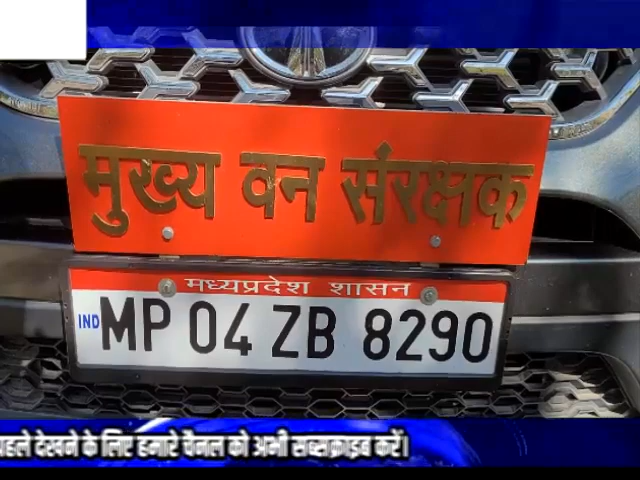 मुख्य वन संरक्षक
मध्यप्रदेश शासन
IND MP 04 ZB 8290
पहले देखने के लिए हमारे चैनल को अभी सब्सक्राइब करें।